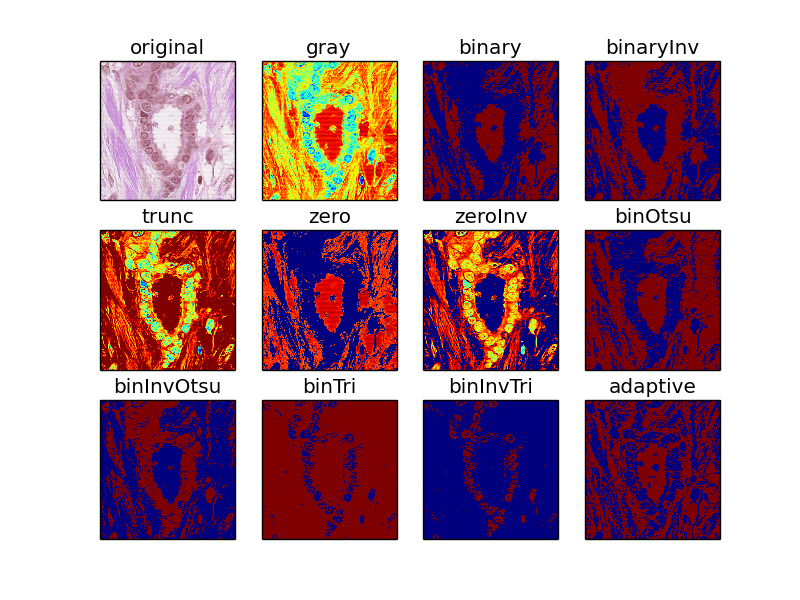 original gray binary binaryInv
trunc zero zeroInv binOtsu
binInvOtsu binTri binInvTri adaptive